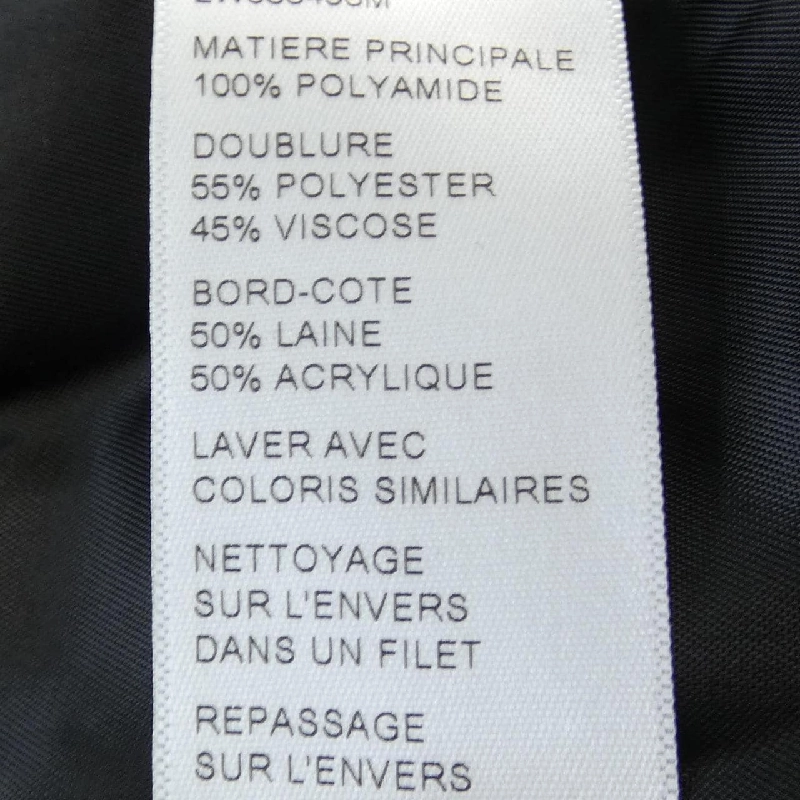 MATIERE PRINCIPALE
100% POLYAMIDE
DOUBLURE
55% POLYESTER
45% VISCOSE
BORD-COTE
50% LAINE
50% ACRYLIQUE
LAVER AVEC
COLORIS SIMILAIRES
NETTOYAGE
SUR L'ENVERS
DANS UN FILET
REPASSAGE
SUR L'ENVERS